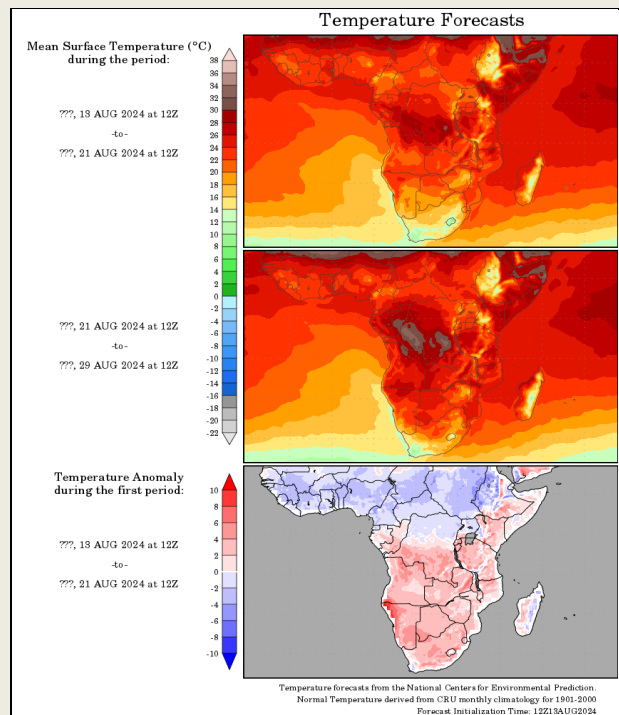 Temperature Forecasts
Mean Surface Temperature (°C)
during the period:
???, 13 AUG 2024 at 12Z
-to-
???, 21 AUG 2024 at 12Z
38
36
34
32
30
28
26
24
22
20
18
16
14
12
10
8
6
4
2
0
-2
-4
-6
-8
-10
-12
-14
-16
-18
-20
-22
???, 21 AUG 2024 at 12Z
-to-
???, 29 AUG 2024 at 12Z
Temperature Anomaly
during the first period:
???, 13 AUG 2024 at 12Z
-to-
???, 21 AUG 2024 at 12Z
10
8
6
4
2
0
-2
-4
-6
-8
-10
Temperature forecasts from the National Centers for Environmental Prediction.
Normal Temperature derived from CRU monthly climatology for 1901-2000
Forecast Initialization Time: 12Z13AUG2024